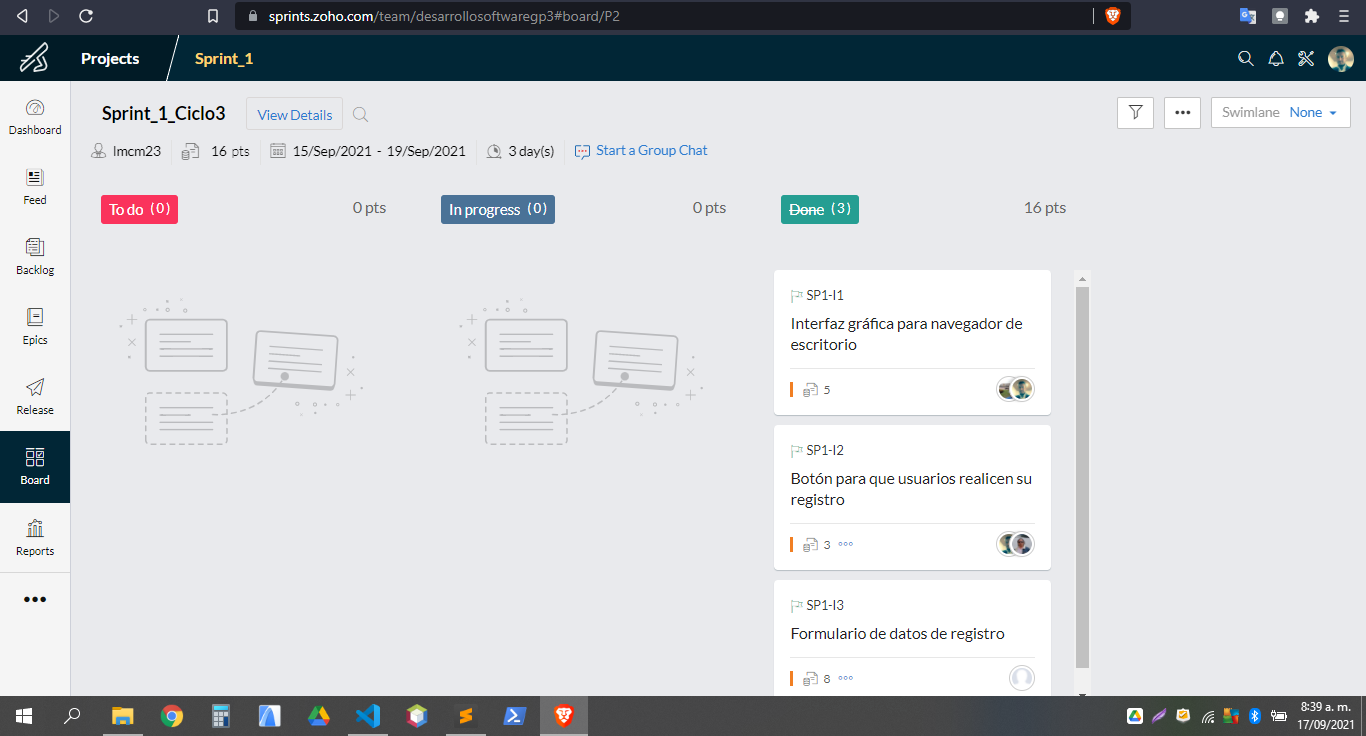 sprints.zoho.com/team/desarrollosoftwaregp3#board/P2
Projects
Sprint_1
Dashboard
Feed
Backlog
Epics
Release
Board
Reports
Sprint_1_Ciclo3
View Details
Swimlane None
lmcm23
16 pts
15/Sep/2021 - 19/Sep/2021
3 day(s)
Start a Group Chat
To do (0)
0 pts
In progress (0)
0 pts
Done (3)
16 pts
SP1-I1
Interfaz gráfica para navegador de
escritorio
5
SP1-I2
Botón para que usuarios realicen su
registro
3
SP1-I3
Formulario de datos de registro
8
8:39 a. m.
17/09/2021